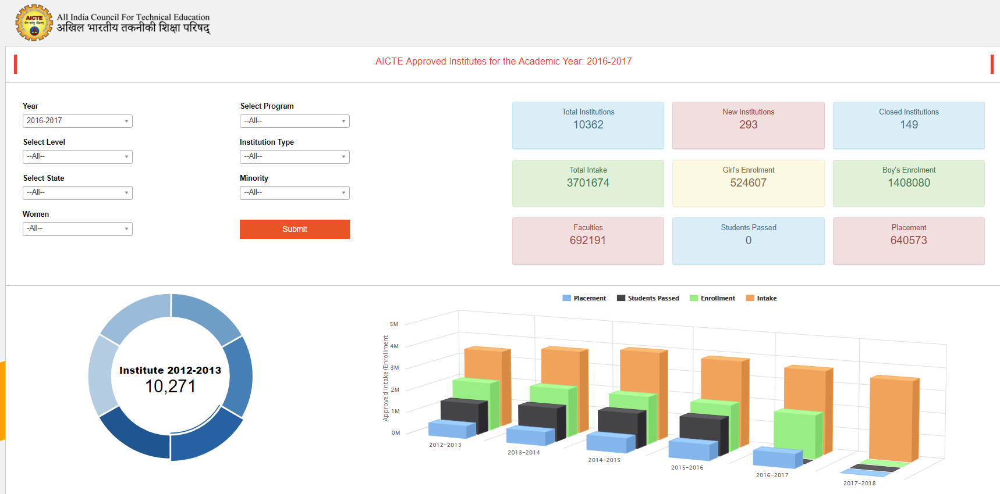 AICTE
All India Council For Technical Education
अखिल भारतीय तकनीकी शिक्षा परिषद्
AICTE Approved Institutes for the Academic Year: 2016-2017
Year
2016-2017
Select Program
--All--
Select Level
--All--
Institution Type
--All--
Select State
--All--
Minority
--All--
Women
-All--
Submit
Total Institutions
10362
New Institutions
293
Closed Institutions
149
Total Intake
3701674
Girl's Enrolment
524607
Boy's Enrolment
1408080
Faculties
692191
Students Passed
0
Placement
640573
Institute 2012-2013
10,271
Placement Students Passed Enrollment Intake
Approved Intake/Enrollment
5M
4M
3M
2M
1M
0M
2012-2013
2013-2014
2014-2015
2015-2016
2016-2017
2017-2018